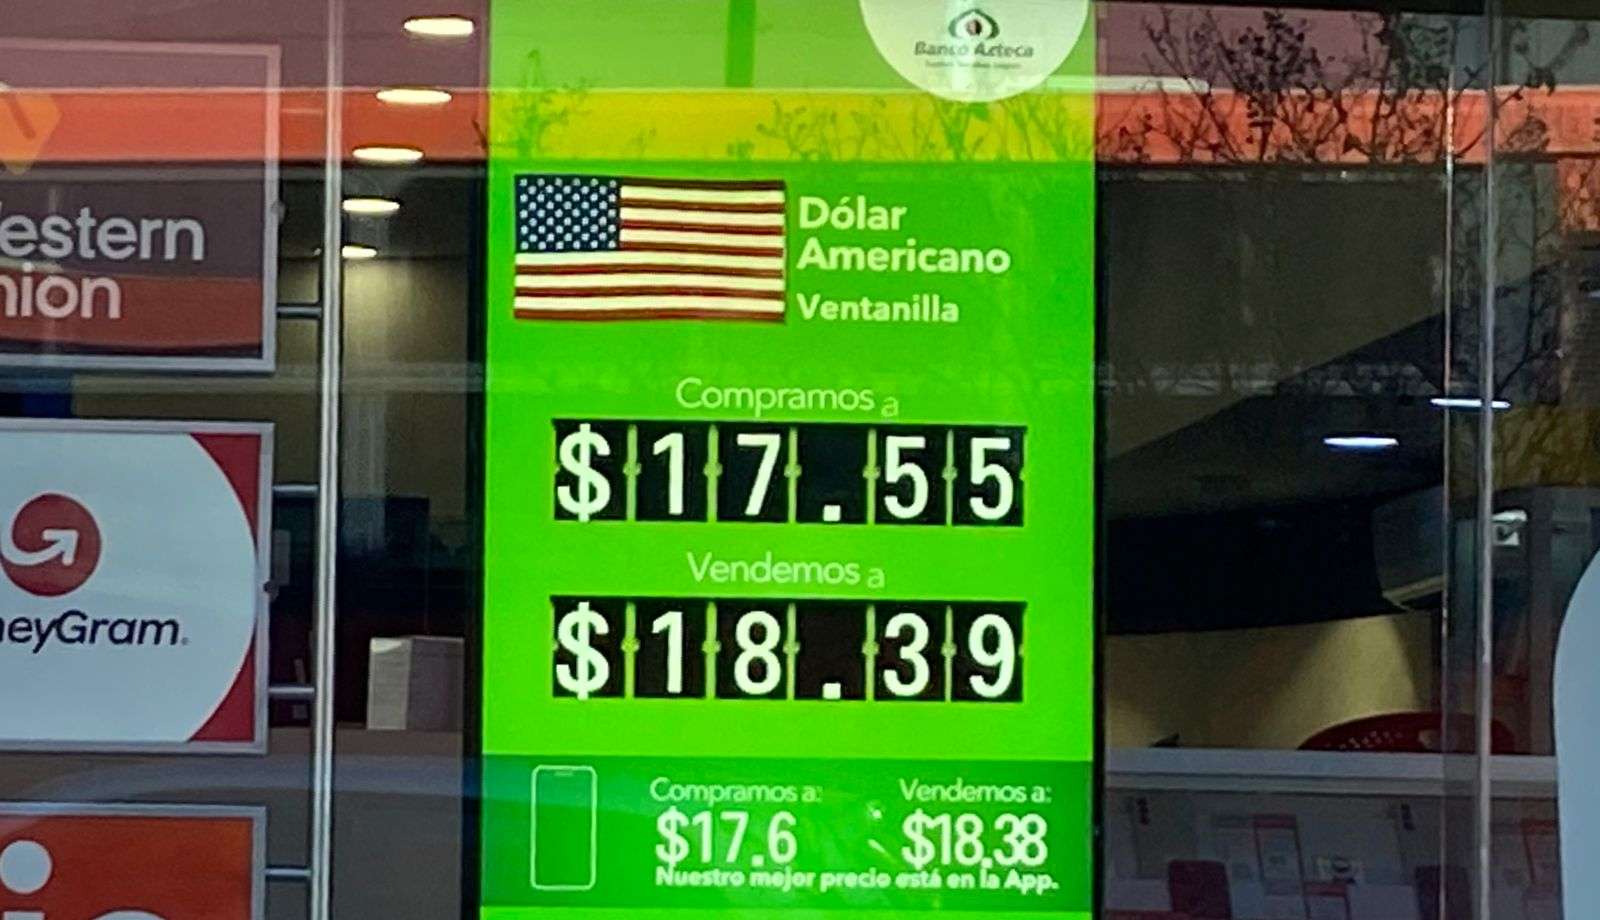 Banco Azteca
estern
nion
Dólar
Americano
Ventanilla
Compramos a
$17.55
Vendemos a
$18.39
neyGram.
Compramos a:
$17.6
Vendemos a:
$18.38
Nuestro mejor precio está en la App.